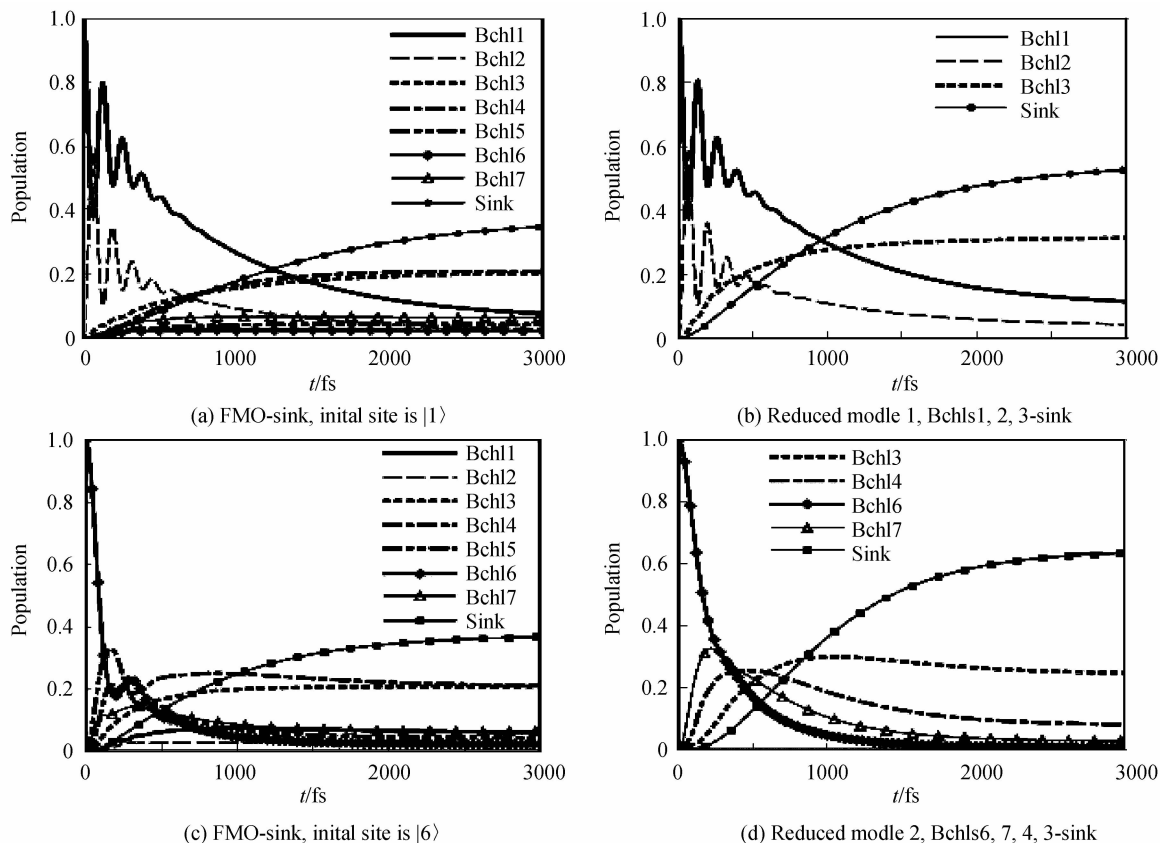 1.0
0.8
0.6
0.4
0.2
0
Population
0
1000
2000
3000
t/fs
Bchl1
Bchl2
Bchl3
Bchl4
Bchl5
Bchl6
Bchl7
Sink
(a) FMO-sink, inital site is |1⟩
1.0
0.8
0.6
0.4
0.2
0
Population
0
1000
2000
3000
t/fs
Bchl1
Bchl2
Bchl3
Sink
(b) Reduced modle 1, Bchls1, 2, 3-sink
1.0
0.8
0.6
0.4
0.2
0
Population
0
1000
2000
3000
t/fs
Bchl1
Bchl2
Bchl3
Bchl4
Bchl5
Bchl6
Bchl7
Sink
(c) FMO-sink, inital site is |6⟩
1.0
0.8
0.6
0.4
0.2
0
Population
0
1000
2000
3000
t/fs
Bchl3
Bchl4
Bchl6
Bchl7
Sink
(d) Reduced modle 2, Bchls6, 7, 4, 3-sink